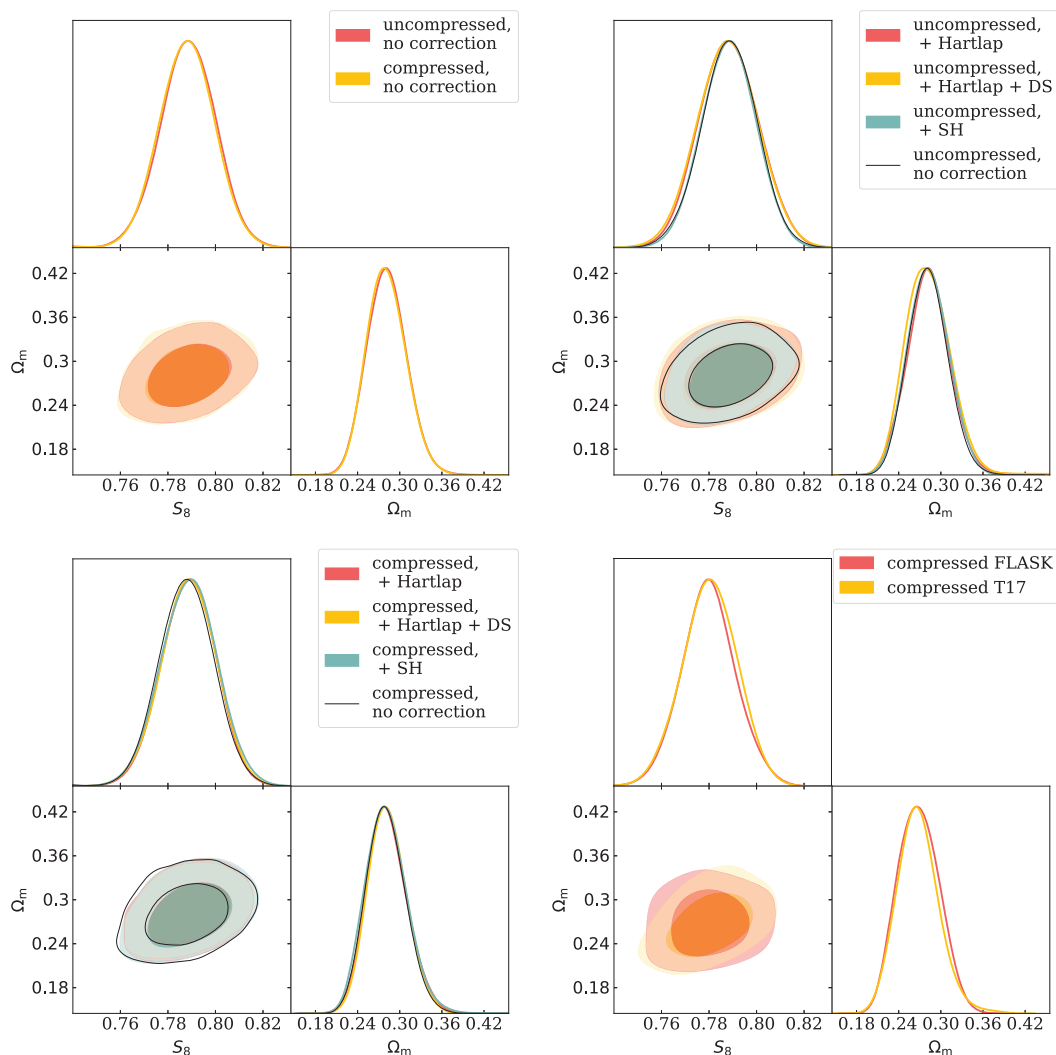 uncompressed,
no correction
compressed,
no correction
0.42
0.36
0.3
0.24
0.18
Ωm
0.76 0.78 0.80 0.82
S8
0.18 0.24 0.30 0.36 0.42
Ωm
uncompressed,
+ Hartlap
uncompressed,
+ Hartlap + DS
uncompressed,
+ SH
uncompressed,
no correction
0.42
0.36
0.3
0.24
0.18
Ωm
0.76 0.78 0.80 0.82
S8
0.18 0.24 0.30 0.36 0.42
Ωm
compressed,
+ Hartlap
compressed,
+ Hartlap + DS
compressed,
+ SH
compressed,
no correction
0.42
0.36
0.3
0.24
0.18
Ωm
0.76 0.78 0.80 0.82
S8
0.18 0.24 0.30 0.36 0.42
Ωm
compressed FLASK
compressed T17
0.42
0.36
0.3
0.24
0.18
Ωm
0.76 0.78 0.80 0.82
S8
0.18 0.24 0.30 0.36 0.42
Ωm